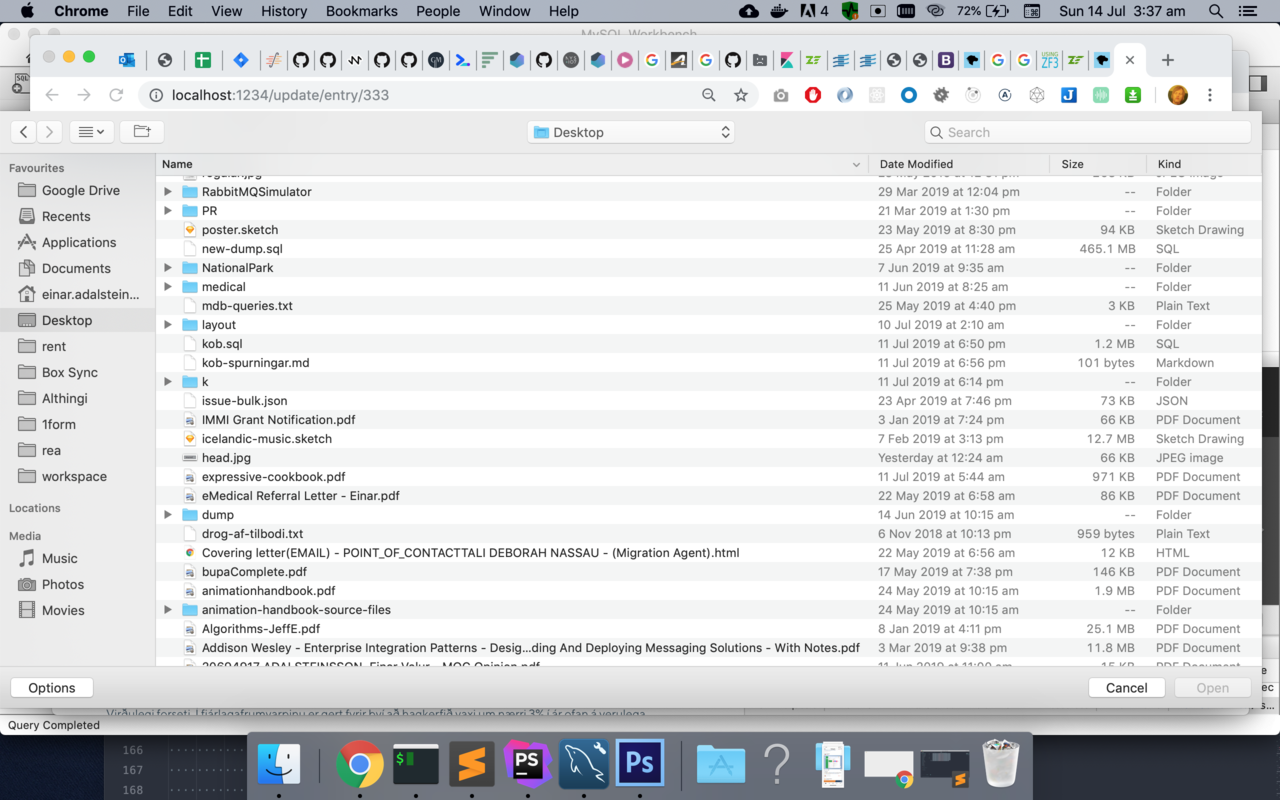 Chrome File Edit View History Bookmarks People Window Help 4 72% Sun 14 Jul 3:37 am
MySQL Workbench
localhost:1234/update/entry/333
Desktop Search
Favourites
Google Drive
Recents
Applications
Documents
einar.adalstein...
Desktop
rent
Box Sync
Althingi
1form
rea
workspace
Locations
Media
Music
Photos
Movies
Name Date Modified Size Kind
RabbitMQSimulator 29 Mar 2019 at 12:04 pm -- Folder
PR 21 Mar 2019 at 1:30 pm -- Folder
poster.sketch 23 May 2019 at 8:30 pm 94 KB Sketch Drawing
new-dump.sql 25 Apr 2019 at 11:28 am 465.1 MB SQL
NationalPark 7 Jun 2019 at 9:35 am -- Folder
medical 11 Jun 2019 at 8:25 am -- Folder
mdb-queries.txt 25 May 2019 at 4:40 pm 3 KB Plain Text
layout 10 Jul 2019 at 2:10 am -- Folder
kob.sql 11 Jul 2019 at 6:50 pm 1.2 MB SQL
kob-spurningar.md 11 Jul 2019 at 6:56 pm 101 bytes Markdown
k 11 Jul 2019 at 6:14 pm -- Folder
issue-bulk.json 23 Apr 2019 at 7:46 pm 73 KB JSON
IMMI Grant Notification.pdf 3 Jan 2019 at 7:24 pm 66 KB PDF Document
icelandic-music.sketch 7 Feb 2019 at 3:13 pm 12.7 MB Sketch Drawing
head.jpg Yesterday at 12:24 am 66 KB JPEG image
expressive-cookbook.pdf 11 Jul 2019 at 5:44 am 971 KB PDF Document
eMedical Referral Letter - Einar.pdf 22 May 2019 at 6:58 am 86 KB PDF Document
dump 14 Jun 2019 at 10:15 am -- Folder
drog-af-tilbodi.txt 6 Nov 2018 at 10:13 pm 959 bytes Plain Text
Covering letter(EMAIL) - POINT_OF_CONTACTTALI DEBORAH NASSAU - (Migration Agent).html 22 May 2019 at 6:56 am 12 KB HTML
bupaComplete.pdf 17 May 2019 at 7:38 pm 146 KB PDF Document
animationhandbook.pdf 24 May 2019 at 10:15 am 1.9 MB PDF Document
animation-handbook-source-files 24 May 2019 at 10:15 am -- Folder
Algorithms-JeffE.pdf 8 Jan 2019 at 4:11 pm 25.1 MB PDF Document
Addison Wesley - Enterprise Integration Patterns - Desig...ding And Deploying Messaging Solutions - With Notes.pdf 3 Mar 2019 at 9:38 pm 11.8 MB PDF Document
Options Cancel Open
Query Completed
166
167
168
PS
Ps